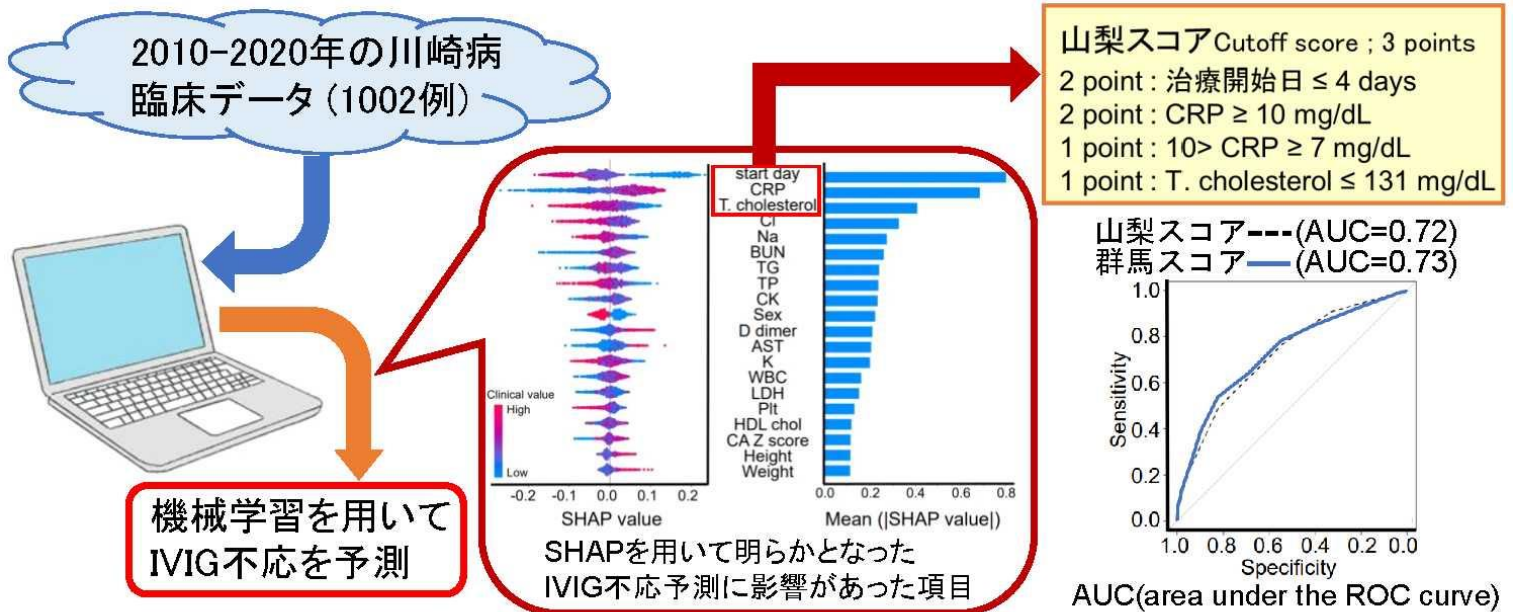 2010-2020年の川崎病
臨床データ(1002例)
機械学習を用いて
IVIG不応を予測
start day
CRP
T. cholesterol
Cl
Na
BUN
TG
TP
CK
Sex
D dimer
AST
K
WBC
LDH
Plt
HDL chol
CA Z score
Height
Weight
Clinical value
High
Low
-0.2 -0.1 0.0 0.1 0.2
SHAP value
0.0 0.2 0.4 0.6 0.8
Mean (|SHAP value|)
SHAPを用いて明らかとなった
IVIG不応予測に影響があった項目
山梨スコアCutoff score ; 3 points
2 point : 治療開始日 ≤ 4 days
2 point : CRP ≥ 10 mg/dL
1 point : 10> CRP ≥ 7 mg/dL
1 point : T. cholesterol ≤ 131 mg/dL
山梨スコア---(AUC=0.72)
群馬スコア—(AUC=0.73)
Sensitivity
1.0
0.8
0.6
0.4
0.2
0.0
1.0 0.8 0.6 0.4 0.2 0.0
Specificity
AUC(area under the ROC curve)